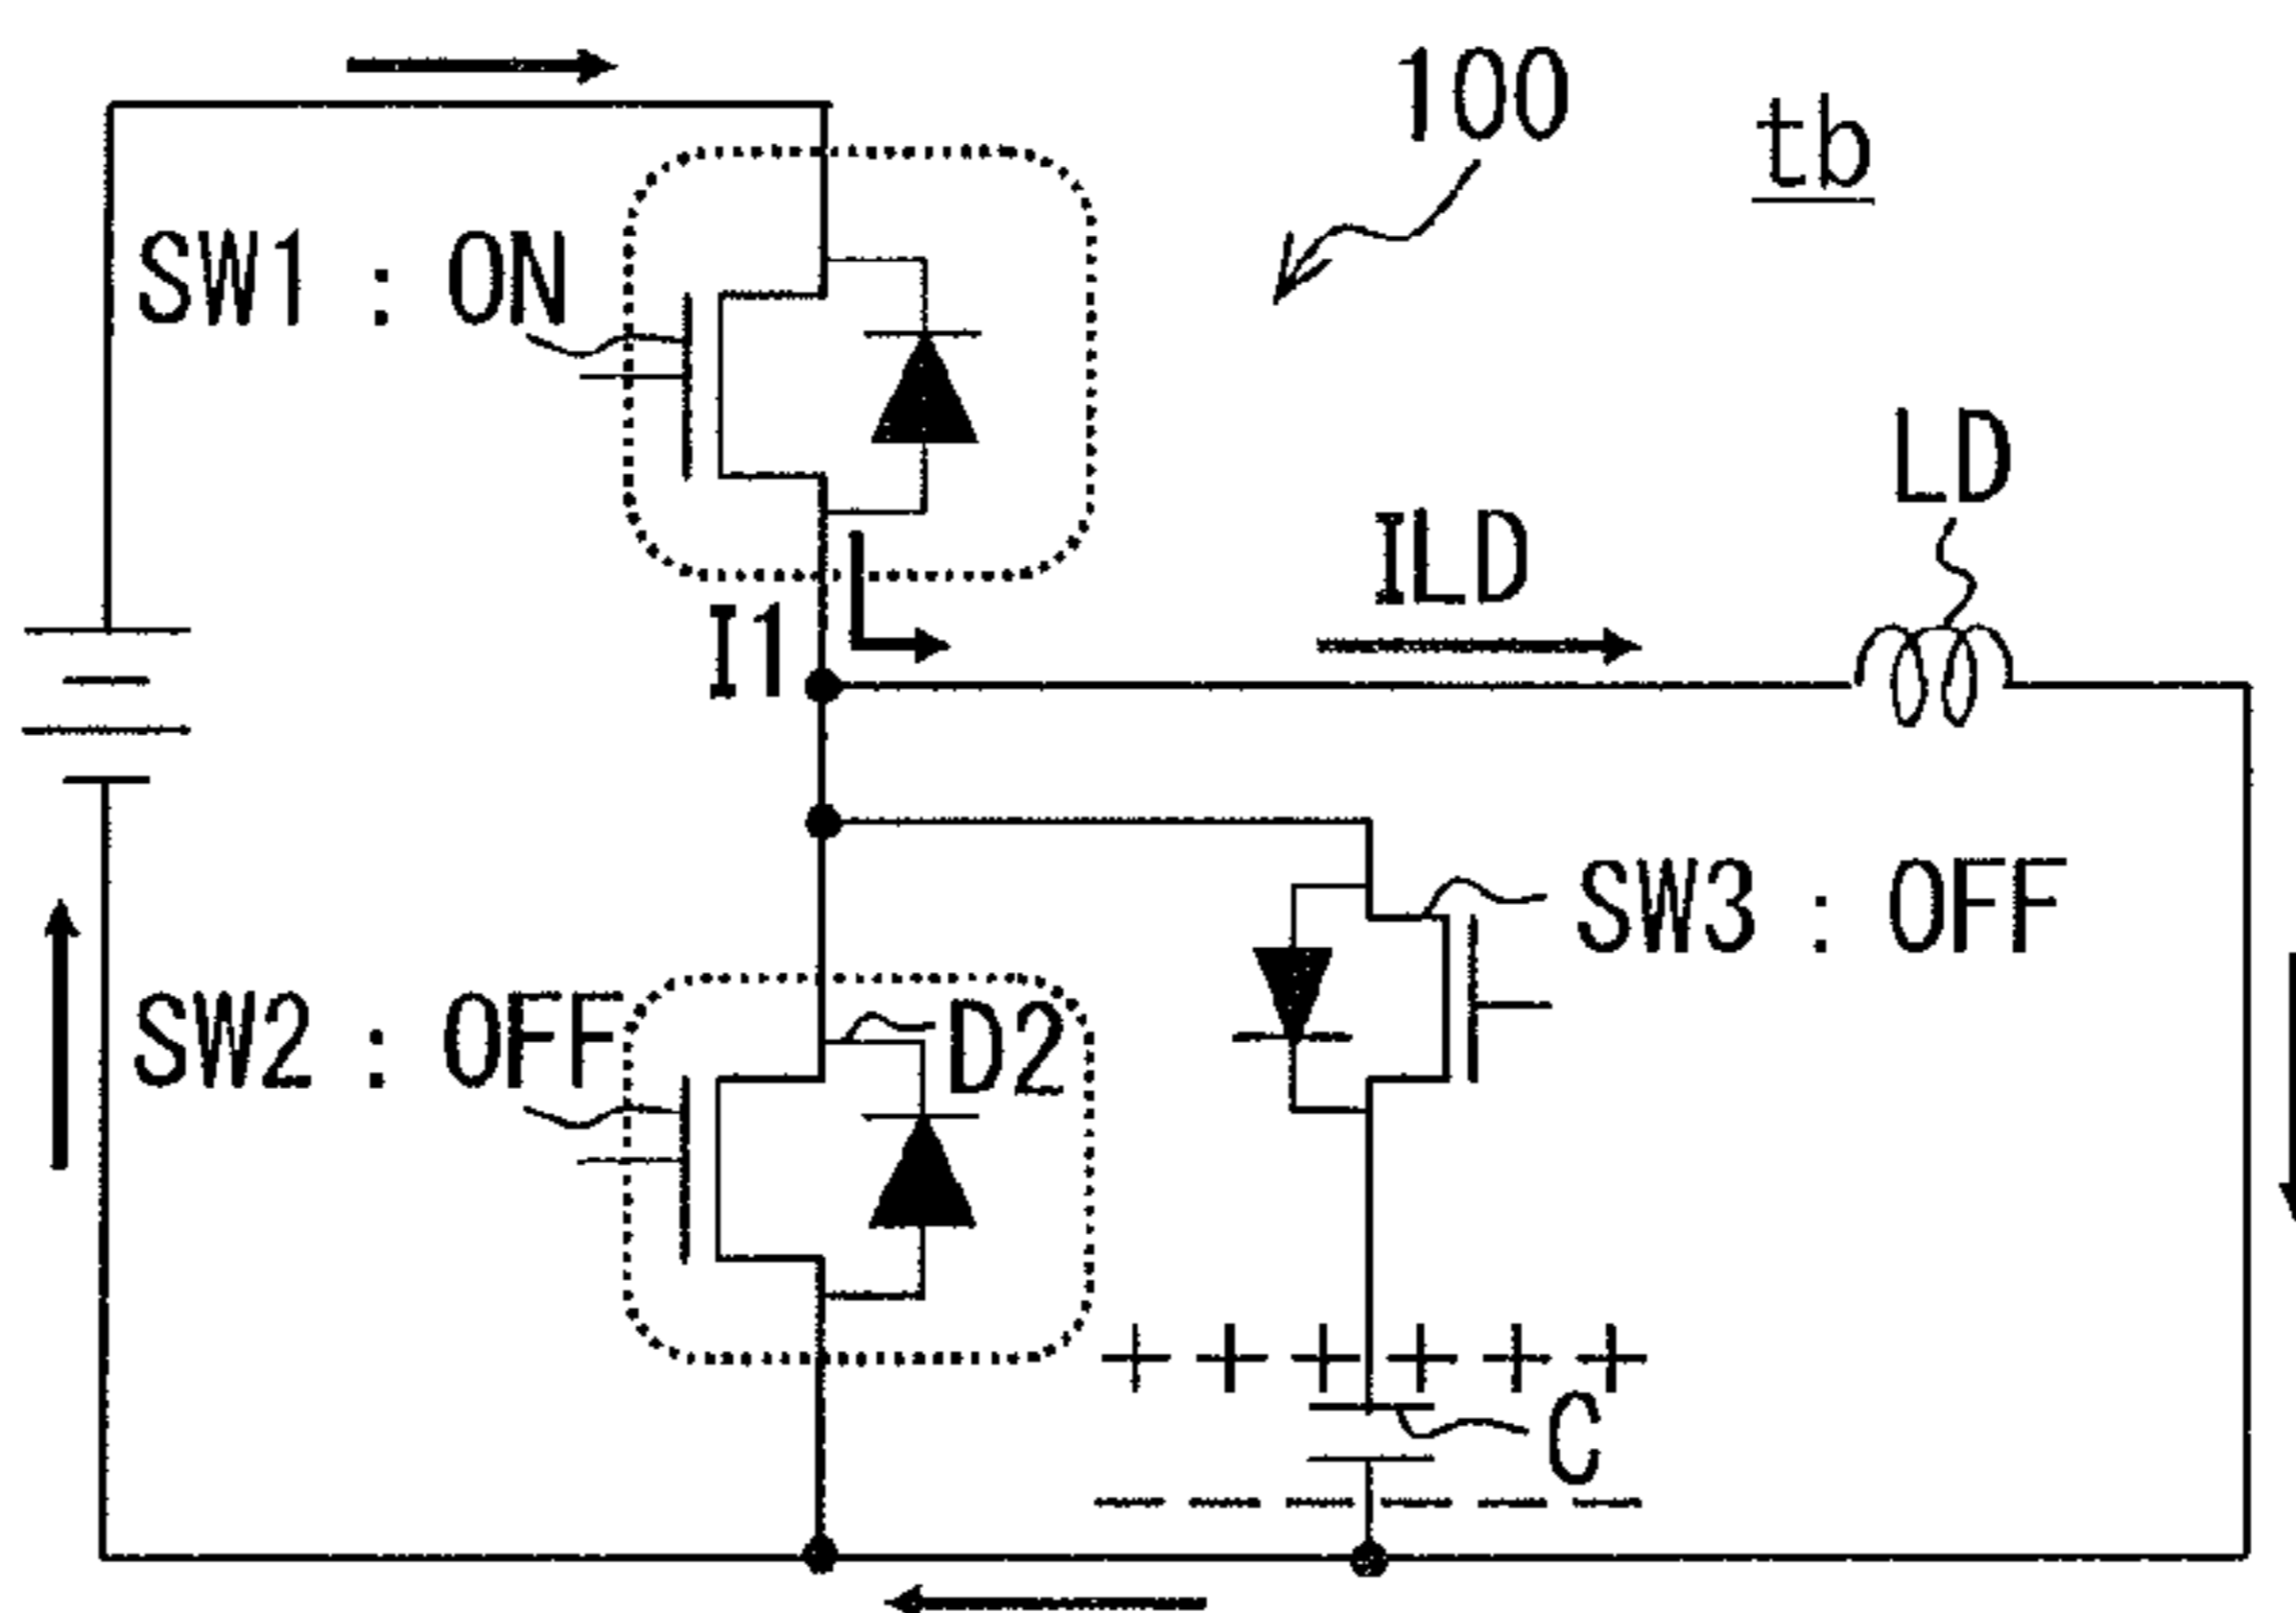 100
tb
SW1 : ON
LD
ILD
I1
SW3 : OFF
SW2 : OFF
D2
+ + + + + +
C
− − − − − −